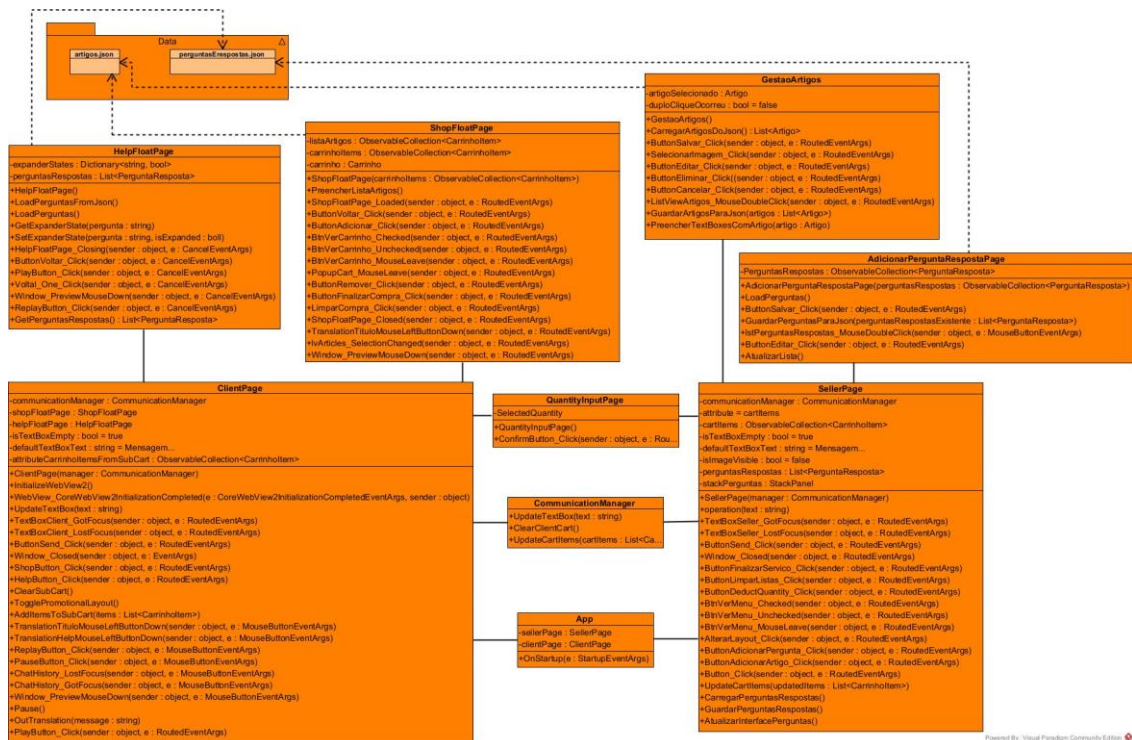 Data
artigos.json
perguntasErespostas.json
GestaoArtigos
-artigoSelecionado : Artigo
-duploCliqueOcorreu : bool = false
+GestaoArtigos()
+CarregarArtigosDoJson() : List<Artigo>
+ButtonSalvar_Click(sender : object, e : RoutedEventArgs)
+SelecionarImagem_Click(sender : object, e : RoutedEventArgs)
+ButtonEditar_Click(sender : object, e : RoutedEventArgs)
+ButtonEliminar_Click((sender : object, e : RoutedEventArgs)
+ButtonCancelar_Click(sender : object, e : RoutedEventArgs)
+ListViewArtigos_MouseDoubleClick(sender : object, e : RoutedEventArgs)
+GuardarArtigosParaJson(artigos : List<Artigo>)
+PreencherTextBoxesComArtigo(artigo : Artigo)
ShopFloatPage
-listaArtigos : ObservableCollection<CarrinhoItem>
-carrinhoItems : ObservableCollection<CarrinhoItem>
-carrinho : Carrinho
+ShopFloatPage(carrinhoItems : ObservableCollection<CarrinhoItem>)
+PreencherListaArtigos()
+ShopFloatPage_Loaded(sender : object, e : RoutedEventArgs)
+ButtonVoltar_Click(sender : object, e : RoutedEventArgs)
+ButtonAdicionar_Click(sender : object, e : RoutedEventArgs)
+BtnVerCarrinho_Checked(sender : object, e : RoutedEventArgs)
+BtnVerCarrinho_Unchecked(sender : object, e : RoutedEventArgs)
+BtnVerCarrinho_MouseLeave(sender : object, e : RoutedEventArgs)
+PopupCart_MouseLeave(sender : object, e : RoutedEventArgs)
+ButtonRemover_Click(sender : object, e : RoutedEventArgs)
+ButtonFinalizarCompra_Click(sender : object, e : RoutedEventArgs)
+LimparCompra_Click(sender : object, e : RoutedEventArgs)
+ShopFloatPage_Closed(sender : object, e : RoutedEventArgs)
+TranslationTituloMouseLeftButtonDown(sender : object, e : RoutedEventArgs)
+lvArticles_SelectionChanged(sender : object, e : RoutedEventArgs)
+Window_PreviewMouseDown(sender : object, e : RoutedEventArgs)
HelpFloatPage
-expanderStates : Dictionary<string, bool>
-perguntasRespostas : List<PerguntaResposta>
+HelpFloatPage()
+LoadPerguntasFromJson()
+LoadPerguntas()
+GetExpanderState(pergunta : string)
+SetExpanderState(pergunta : string, isExpanded : boll)
+HelpFloatPage_Closing(sender : object, e : CancelEventArgs)
+ButtonVoltar_Click(sender : object, e : CancelEventArgs)
+PlayButton_Click(sender : object, e : CancelEventArgs)
+Voltal_One_Click(sender : object, e : CancelEventArgs)
+Window_PreviewMouseDown(sender : object, e : CancelEventArgs)
+ReplayButton_Click(sender : object, e : CancelEventArgs)
+GetPerguntasRespostas() : List<PerguntaResposta>
AdicionarPerguntaRespostaPage
-PerguntasRespostas : ObservableCollection<PerguntaResposta>
+AdicionarPerguntaRespostaPage(perguntasRespostas : ObservableCollection<PerguntaResposta>)
+LoadPerguntas()
+ButtonSalvar_Click(sender : object, e : RoutedEventArgs)
+GuardarPerguntasParaJson(perguntasRespostasExistente : List<PerguntaResposta>)
+lstPerguntasRespostas_MouseDoubleClick(sender : object, e : MouseButtonEventArgs)
+ButtonEditar_Click(sender : object, e : RoutedEventArgs)
+AtualizarLista()
ClientPage
-communicationManager : CommunicationManager
-shopFloatPage : ShopFloatPage
-helpFloatPage : HelpFloatPage
-isTextBoxEmpty : bool = true
-defaultTextBoxText : string = Mensagem...
-attributeCarrinhoItemsFromSubCart : ObservableCollection<CarrinhoItem>
+ClientPage(manager : CommunicationManager)
+InitializeWebView2()
+WebView_CoreWebView2InitializationCompleted(e : CoreWebView2InitializationCompletedEventArgs, sender : object)
+UpdateTextBox(text : string)
+TextBoxClient_GotFocus(sender : object, e : RoutedEventArgs)
+TextBoxClient_LostFocus(sender : object, e : RoutedEventArgs)
+ButtonSend_Click(sender : object, e : RoutedEventArgs)
+Window_Closed(sender : object, e : EventArgs)
+ShopButton_Click(sender : object, e : RoutedEventArgs)
+HelpButton_Click(sender : object, e : RoutedEventArgs)
+ClearSubCart()
+TogglePromotionalLayout()
+AddItemsToSubCart(items : List<CarrinhoItem>)
+TranslationTituloMouseLeftButtonDown(sender : object, e : MouseButtonEventArgs)
+TranslationHelpMouseLeftButtonDown(sender : object, e : MouseButtonEventArgs)
+ReplayButton_Click(sender : object, e : MouseButtonEventArgs)
+PauseButton_Click(sender : object, e : MouseButtonEventArgs)
+ChatHistory_LostFocus(sender : object, e : MouseButtonEventArgs)
+ChatHistory_GotFocus(sender : object, e : MouseButtonEventArgs)
+Window_PreviewMouseDown(sender : object, e : MouseButtonEventArgs)
+Pause()
+OutTranslation(message : string)
+PlayButton_Click(sender : object, e : RoutedEventArgs)
QuantityInputPage
-SelectedQuantity
+QuantityInputPage()
+ConfirmButton_Click(sender : object, e : Rou...
CommunicationManager
+UpdateTextBox(text : string)
+ClearClientCart()
+UpdateCartItems(cartItems : List<Ca...
App
-sellerPage : SellerPage
-clientPage : ClientPage
+OnStartup(e : StartupEventArgs)
SellerPage
-communicationManager : CommunicationManager
-attribute = cartItems
-cartItems : ObservableCollection<CarrinhoItem>
-isTextBoxEmpty : bool = true
-defaultTextBoxText : string = Mensagem...
-isImageVisible : bool = false
-perguntasRespostas : List<PerguntaResposta>
-stackPerguntas : StackPanel
+SellerPage(manager : CommunicationManager)
+operation(text : string)
+TextBoxSeller_GotFocus(sender : object, e : RoutedEventArgs)
+TextBoxSeller_LostFocus(sender : object, e : RoutedEventArgs)
+ButtonSend_Click(sender : object, e : RoutedEventArgs)
+Window_Closed(sender : object, e : RoutedEventArgs)
+ButtonFinalizarServico_Click(sender : object, e : RoutedEventArgs)
+ButtonLimparListas_Click(sender : object, e : RoutedEventArgs)
+ButtonDeductQuantity_Click(sender : object, e : RoutedEventArgs)
+BtnVerMenu_Checked(sender : object, e : RoutedEventArgs)
+BtnVerMenu_Unchecked(sender : object, e : RoutedEventArgs)
+BtnVerMenu_MouseLeave(sender : object, e : RoutedEventArgs)
+AlterarLayout_Click(sender : object, e : RoutedEventArgs)
+ButtonAdicionarPergunta_Click(sender : object, e : RoutedEventArgs)
+ButtonAdicionarArtigo_Click(sender : object, e : RoutedEventArgs)
+Button_Click(sender : object, e : RoutedEventArgs)
+UpdateCartItems(updatedItems : List<CarrinhoItem>)
+CarregarPerguntasRespostas()
+GuardarPerguntasRespostas()
+AtualizarInterfacePerguntas()
Powered By: Visual Paradigm Community Edition